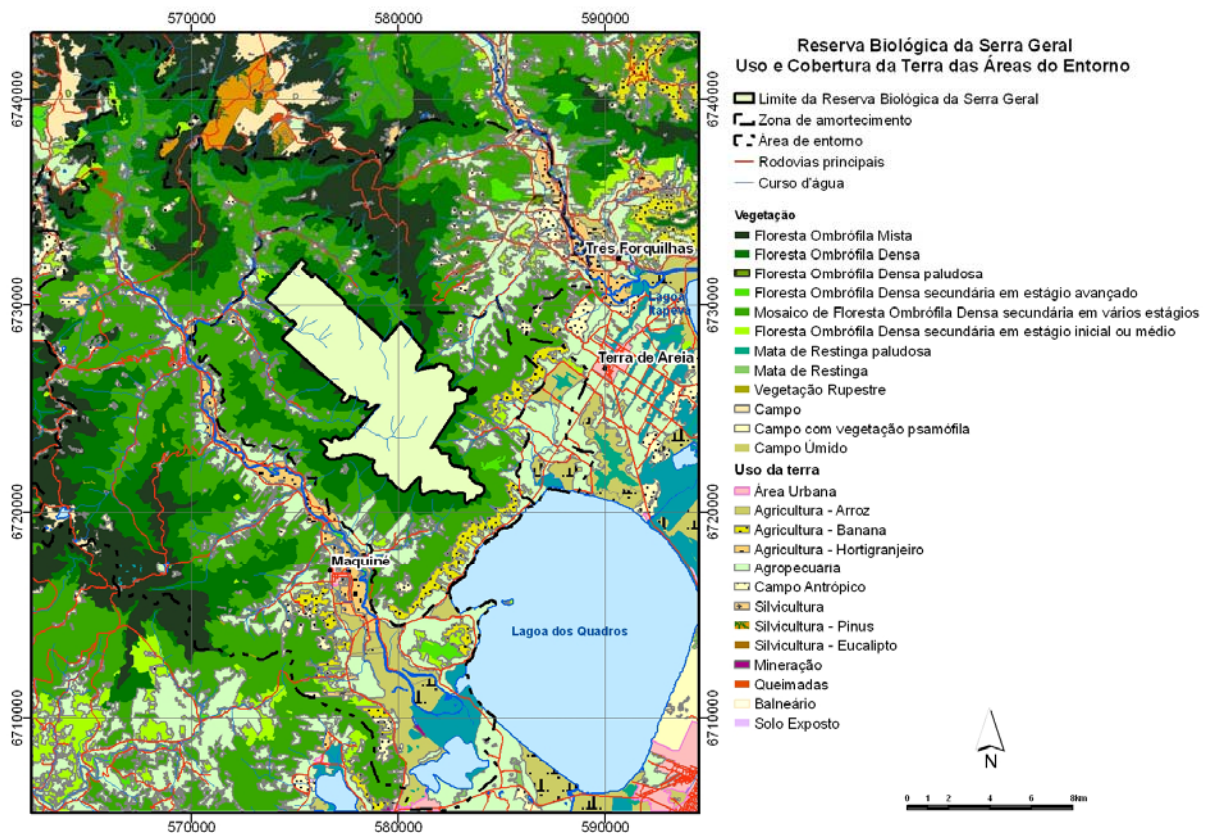 570000 580000 590000
6740000 6740000
6730000 6730000
6720000 6720000
6710000 6710000
570000 580000 590000
Tres Forquilhas
Lagoa
Itapeva
Terra de Areia
Maquine
Lagoa dos Quadros
Reserva Biológica da Serra Geral
Uso e Cobertura da Terra das Áreas do Entorno
Limite da Reserva Biológica da Serra Geral
Zona de amortecimento
Área de entorno
Rodovias principais
Curso d'água
Vegetação
Floresta Ombrófila Mista
Floresta Ombrófila Densa
Floresta Ombrófila Densa paludosa
Floresta Ombrófila Densa secundária em estágio avançado
Mosaico de Floresta Ombrófila Densa secundária em vários estágios
Floresta Ombrófila Densa secundária em estágio inicial ou médio
Mata de Restinga paludosa
Mata de Restinga
Vegetação Rupestre
Campo
Campo com vegetação psamófila
Campo Úmido
Uso da terra
Área Urbana
Agricultura - Arroz
Agricultura - Banana
Agricultura - Hortigranjeiro
Agropecuária
Campo Antrópico
Silvicultura
Silvicultura - Pinus
Silvicultura - Eucalipto
Mineração
Queimadas
Balneário
Solo Exposto
N
0 1 2 4 6 8km